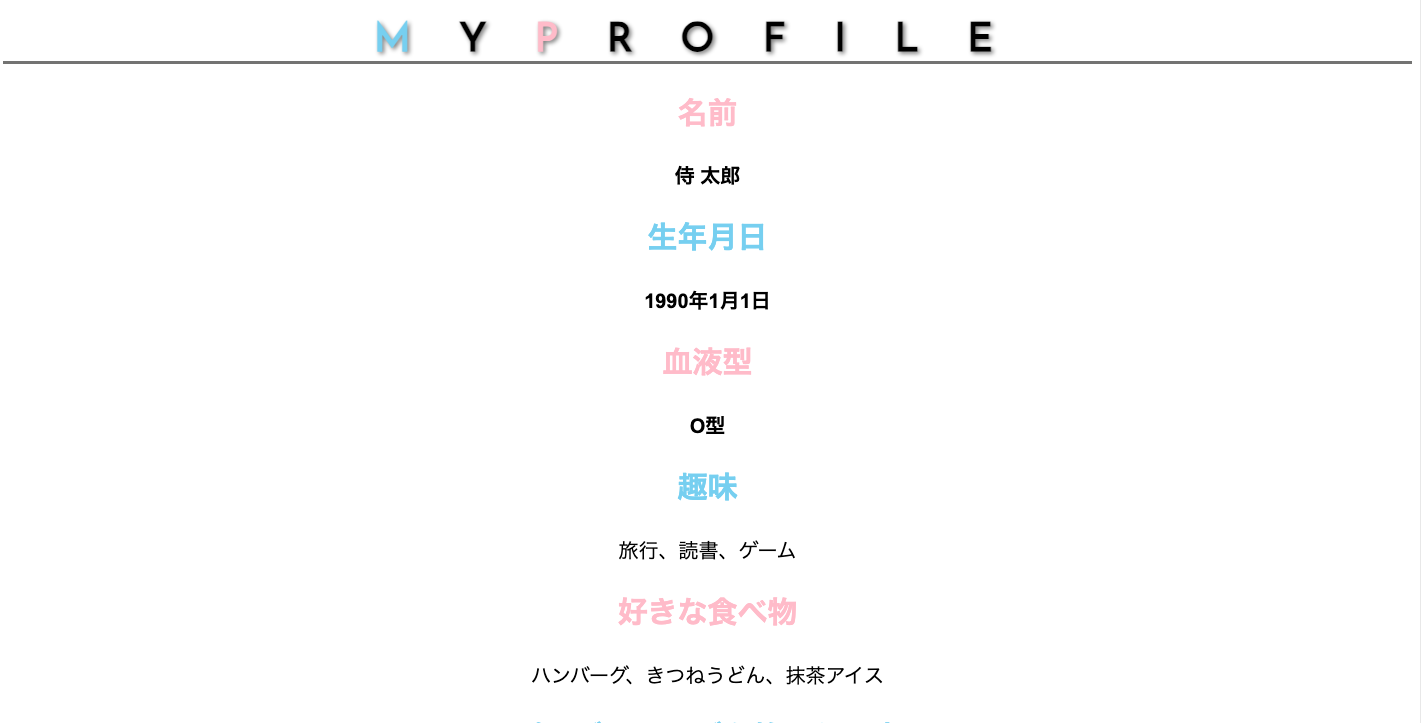 MYPROFILE
名前
侍 太郎
生年月日
1990年1月1日
血液型
O型
趣味
旅行、読書、ゲーム
好きな食べ物
ハンバーグ、きつねうどん、抹茶アイス